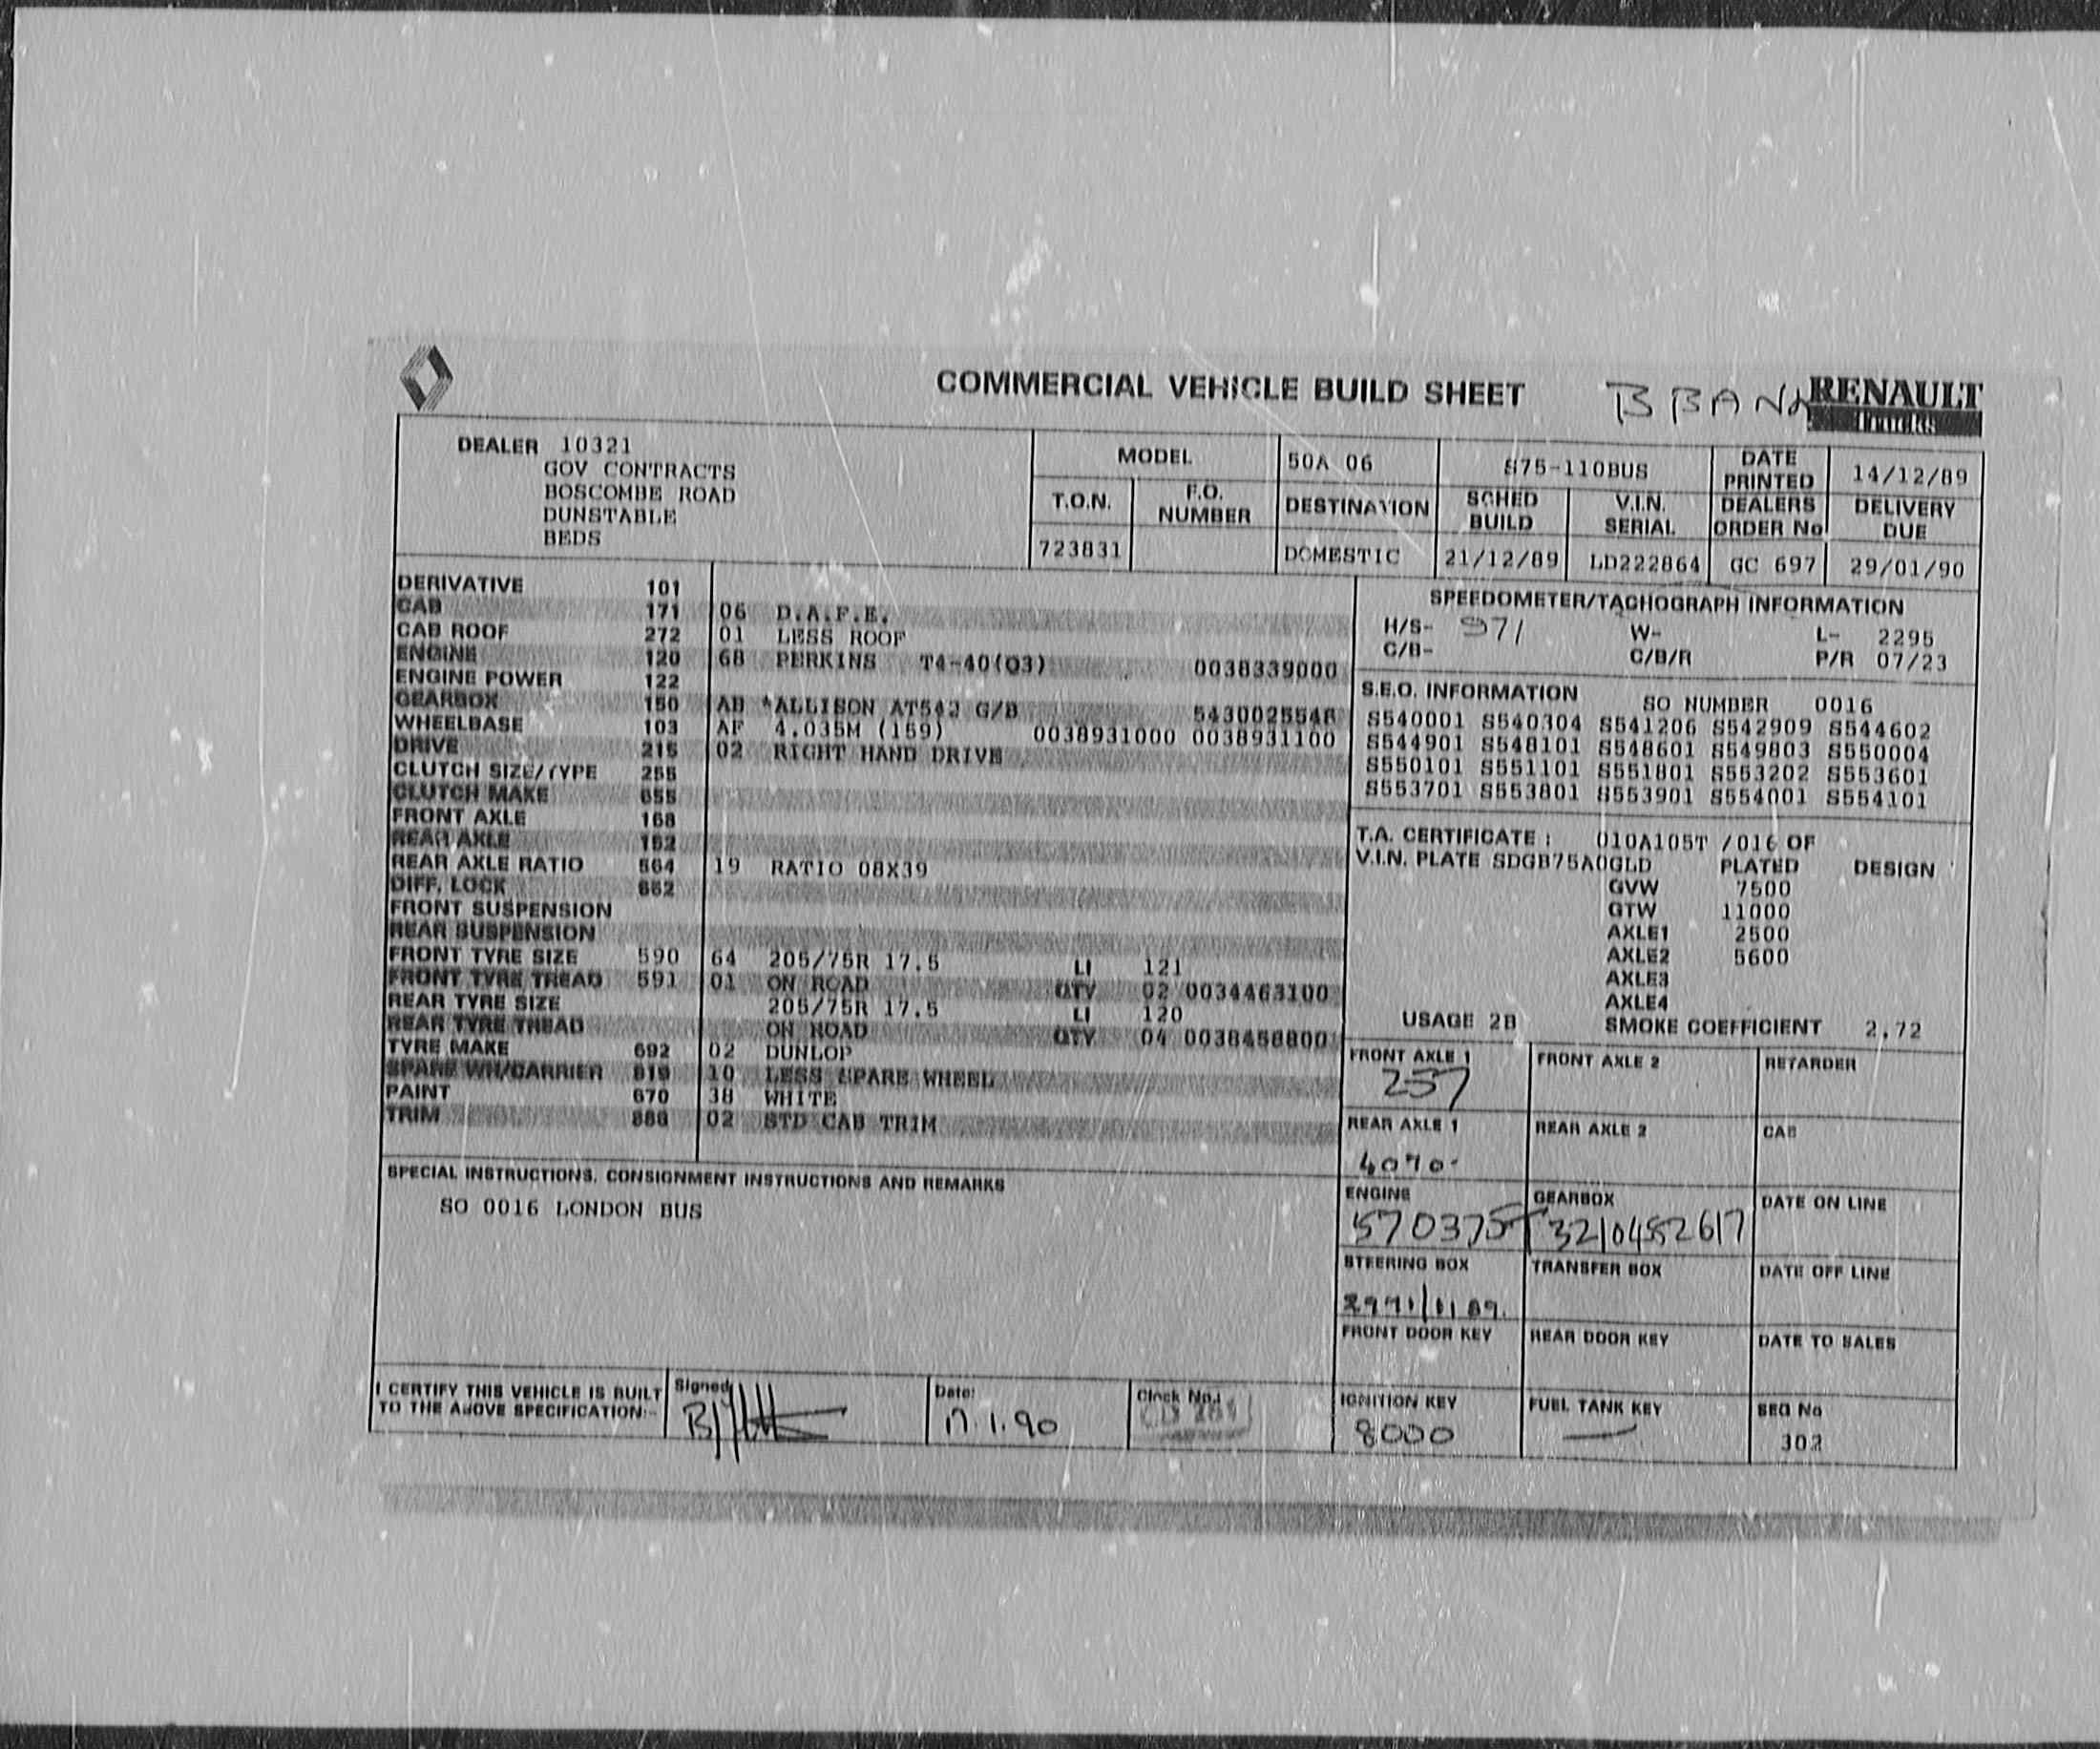 COMMERCIAL VEHICLE BUILD SHEET
RENAULT
Trucks
DEALER 10321
GOV CONTRACTS
BOSCOMBE ROAD
DUNSTABLE
BEDS
MODEL 50A 06 S75-110BUS DATE PRINTED 14/12/89
T.O.N. F.O. NUMBER DESTINATION SCHED BUILD V.I.N. SERIAL DEALERS ORDER No DELIVERY DUE
723831 DOMESTIC 21/12/89 LD222864 GC 697 29/01/90
DERIVATIVE 101
CAB 171 06 D.A.F.E.
CAB ROOF 272 01 LESS ROOF
ENGINE 120 68 PERKINS T4-40(Q3) 0038339000
ENGINE POWER 122
GEARBOX 150 AB *ALLISON AT542 G/B 5430025548
WHEELBASE 103 AF 4.035M (159) 0038931000 0038931100
DRIVE 215 02 RIGHT HAND DRIVE
CLUTCH SIZE/TYPE 255
CLUTCH MAKE 655
FRONT AXLE 168
REAR AXLE 152
REAR AXLE RATIO 564 19 RATIO 08X39
DIFF. LOCK 662
FRONT SUSPENSION
REAR SUSPENSION
FRONT TYRE SIZE 590 64 205/75R 17.5 LI 121
FRONT TYRE TREAD 591 01 ON ROAD QTY 02 0034463100
REAR TYRE SIZE 205/75R 17.5 LI 120
REAR TYRE TREAD ON ROAD QTY 04 0038458800
TYRE MAKE 692 02 DUNLOP
SPARE WH/CARRIER 619 10 LESS SPARE WHEEL
PAINT 670 38 WHITE
TRIM 888 02 STD CAB TRIM
SPECIAL INSTRUCTIONS, CONSIGNMENT INSTRUCTIONS AND REMARKS
SO 0016 LONDON BUS
SPEEDOMETER/TACHOGRAPH INFORMATION
H/S- 971 W- L- 2295
C/B- C/B/R P/R 07/23
S.E.O. INFORMATION SO NUMBER 0016
S540001 S540304 S541206 S542909 S544602
S544901 S548101 S548601 S549803 S550004
S550101 S551101 S551801 S553202 S553601
S553701 S553801 S553901 S554001 S554101
T.A. CERTIFICATE : 010A105T /016 OF
V.I.N. PLATE SDGB75A0GLD PLATED DESIGN
GVW 7500
GTW 11000
AXLE1 2500
AXLE2 5600
AXLE3
AXLE4
USAGE 2B SMOKE COEFFICIENT 2.72
FRONT AXLE 1 FRONT AXLE 2 RETARDER
257
REAR AXLE 1 REAR AXLE 2 CAB
4070
ENGINE GEARBOX DATE ON LINE
570375T 3210452617
STEERING BOX TRANSFER BOX DATE OFF LINE
FRONT DOOR KEY REAR DOOR KEY DATE TO SALES
IGNITION KEY FUEL TANK KEY SEQ No
8000 — 302
I CERTIFY THIS VEHICLE IS BUILT
TO THE ABOVE SPECIFICATION:-
Signed:
Date:
17.1.90
Clock No.: